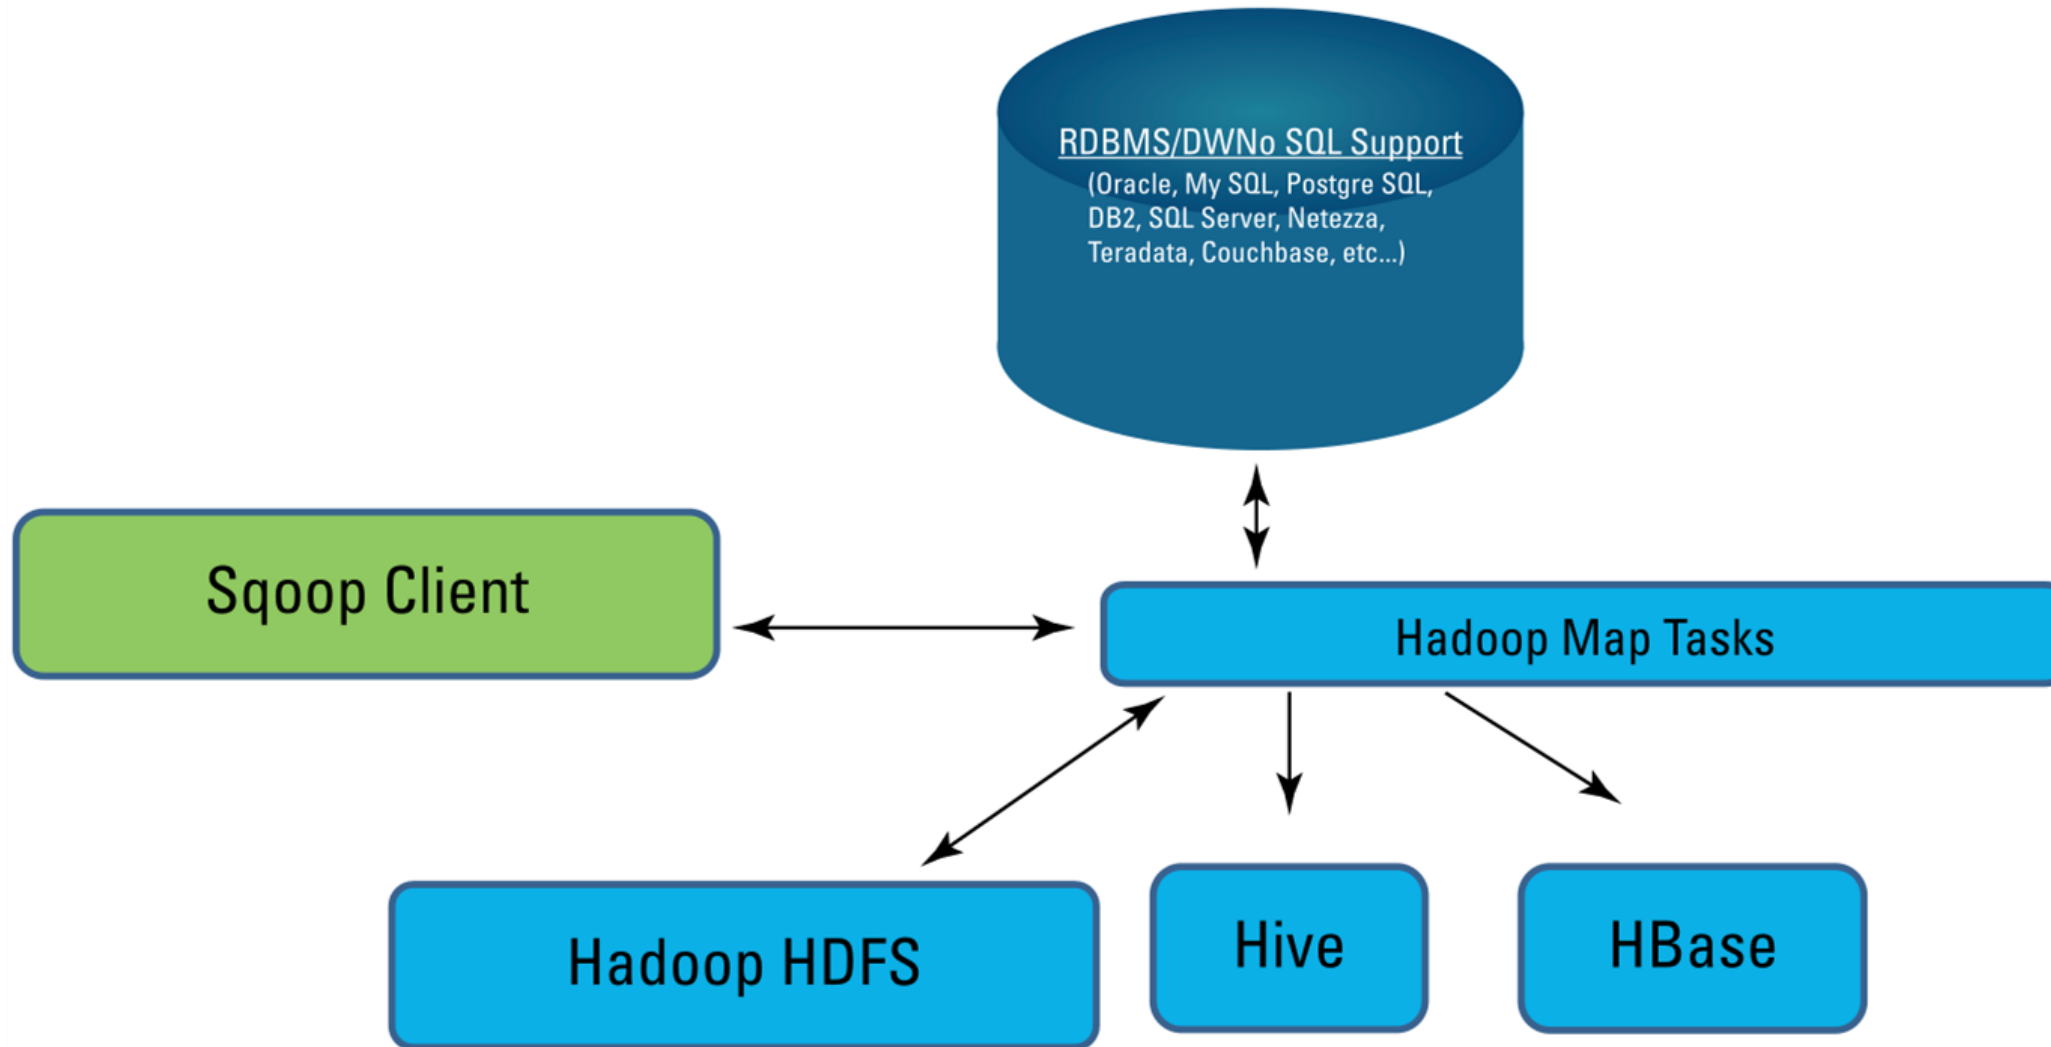 RDBMS/DWNo SQL Support
(Oracle, My SQL, Postgre SQL,
DB2, SQL Server, Netezza,
Teradata, Couchbase, etc...)
Sqoop Client
Hadoop Map Tasks
Hadoop HDFS
Hive
HBase